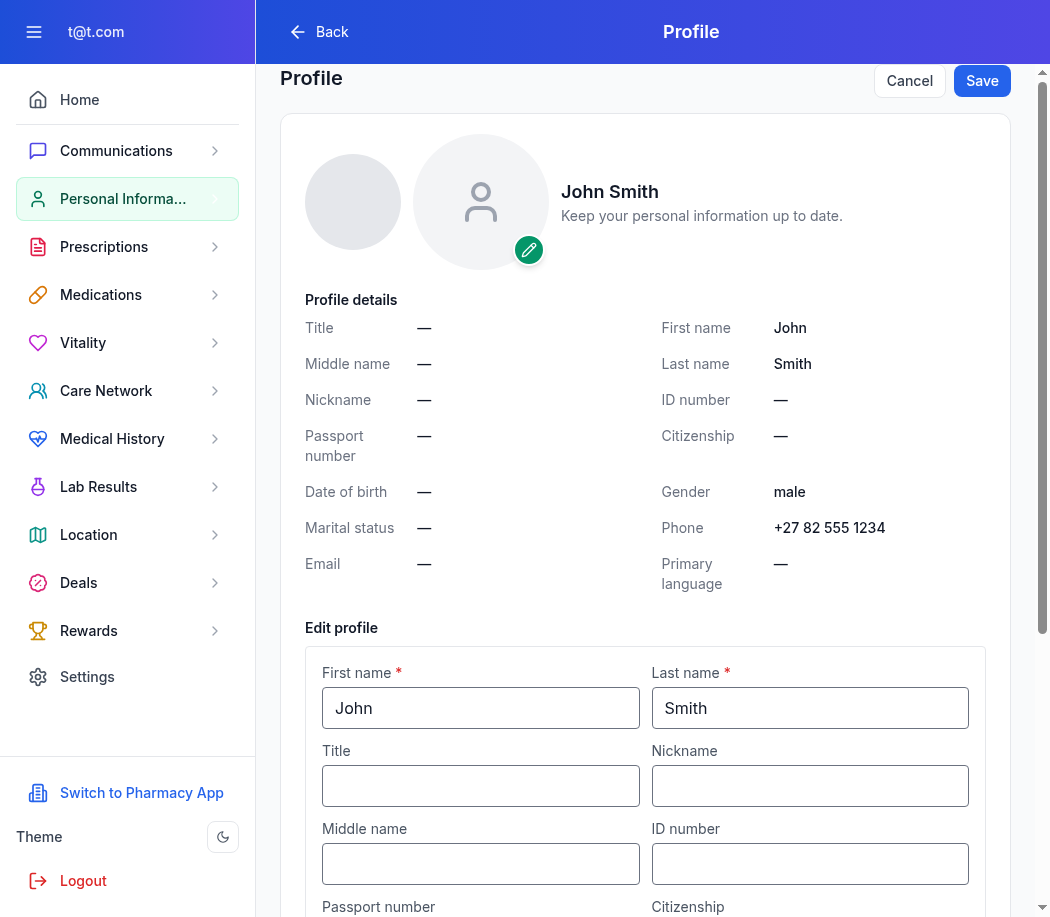 t@t.com
Back
Profile
Home
Communications
Personal Informa...
Prescriptions
Medications
Vitality
Care Network
Medical History
Lab Results
Location
Deals
Rewards
Settings
Switch to Pharmacy App
Theme
Logout
Profile
Cancel
Save
John Smith
Keep your personal information up to date.
Profile details
Title —
First name John
Middle name —
Last name Smith
Nickname —
ID number —
Passport number —
Citizenship —
Date of birth —
Gender male
Marital status —
Phone +27 82 555 1234
Email —
Primary language —
Edit profile
First name *
Last name *
John
Smith
Title
Nickname
Middle name
ID number
Passport number
Citizenship